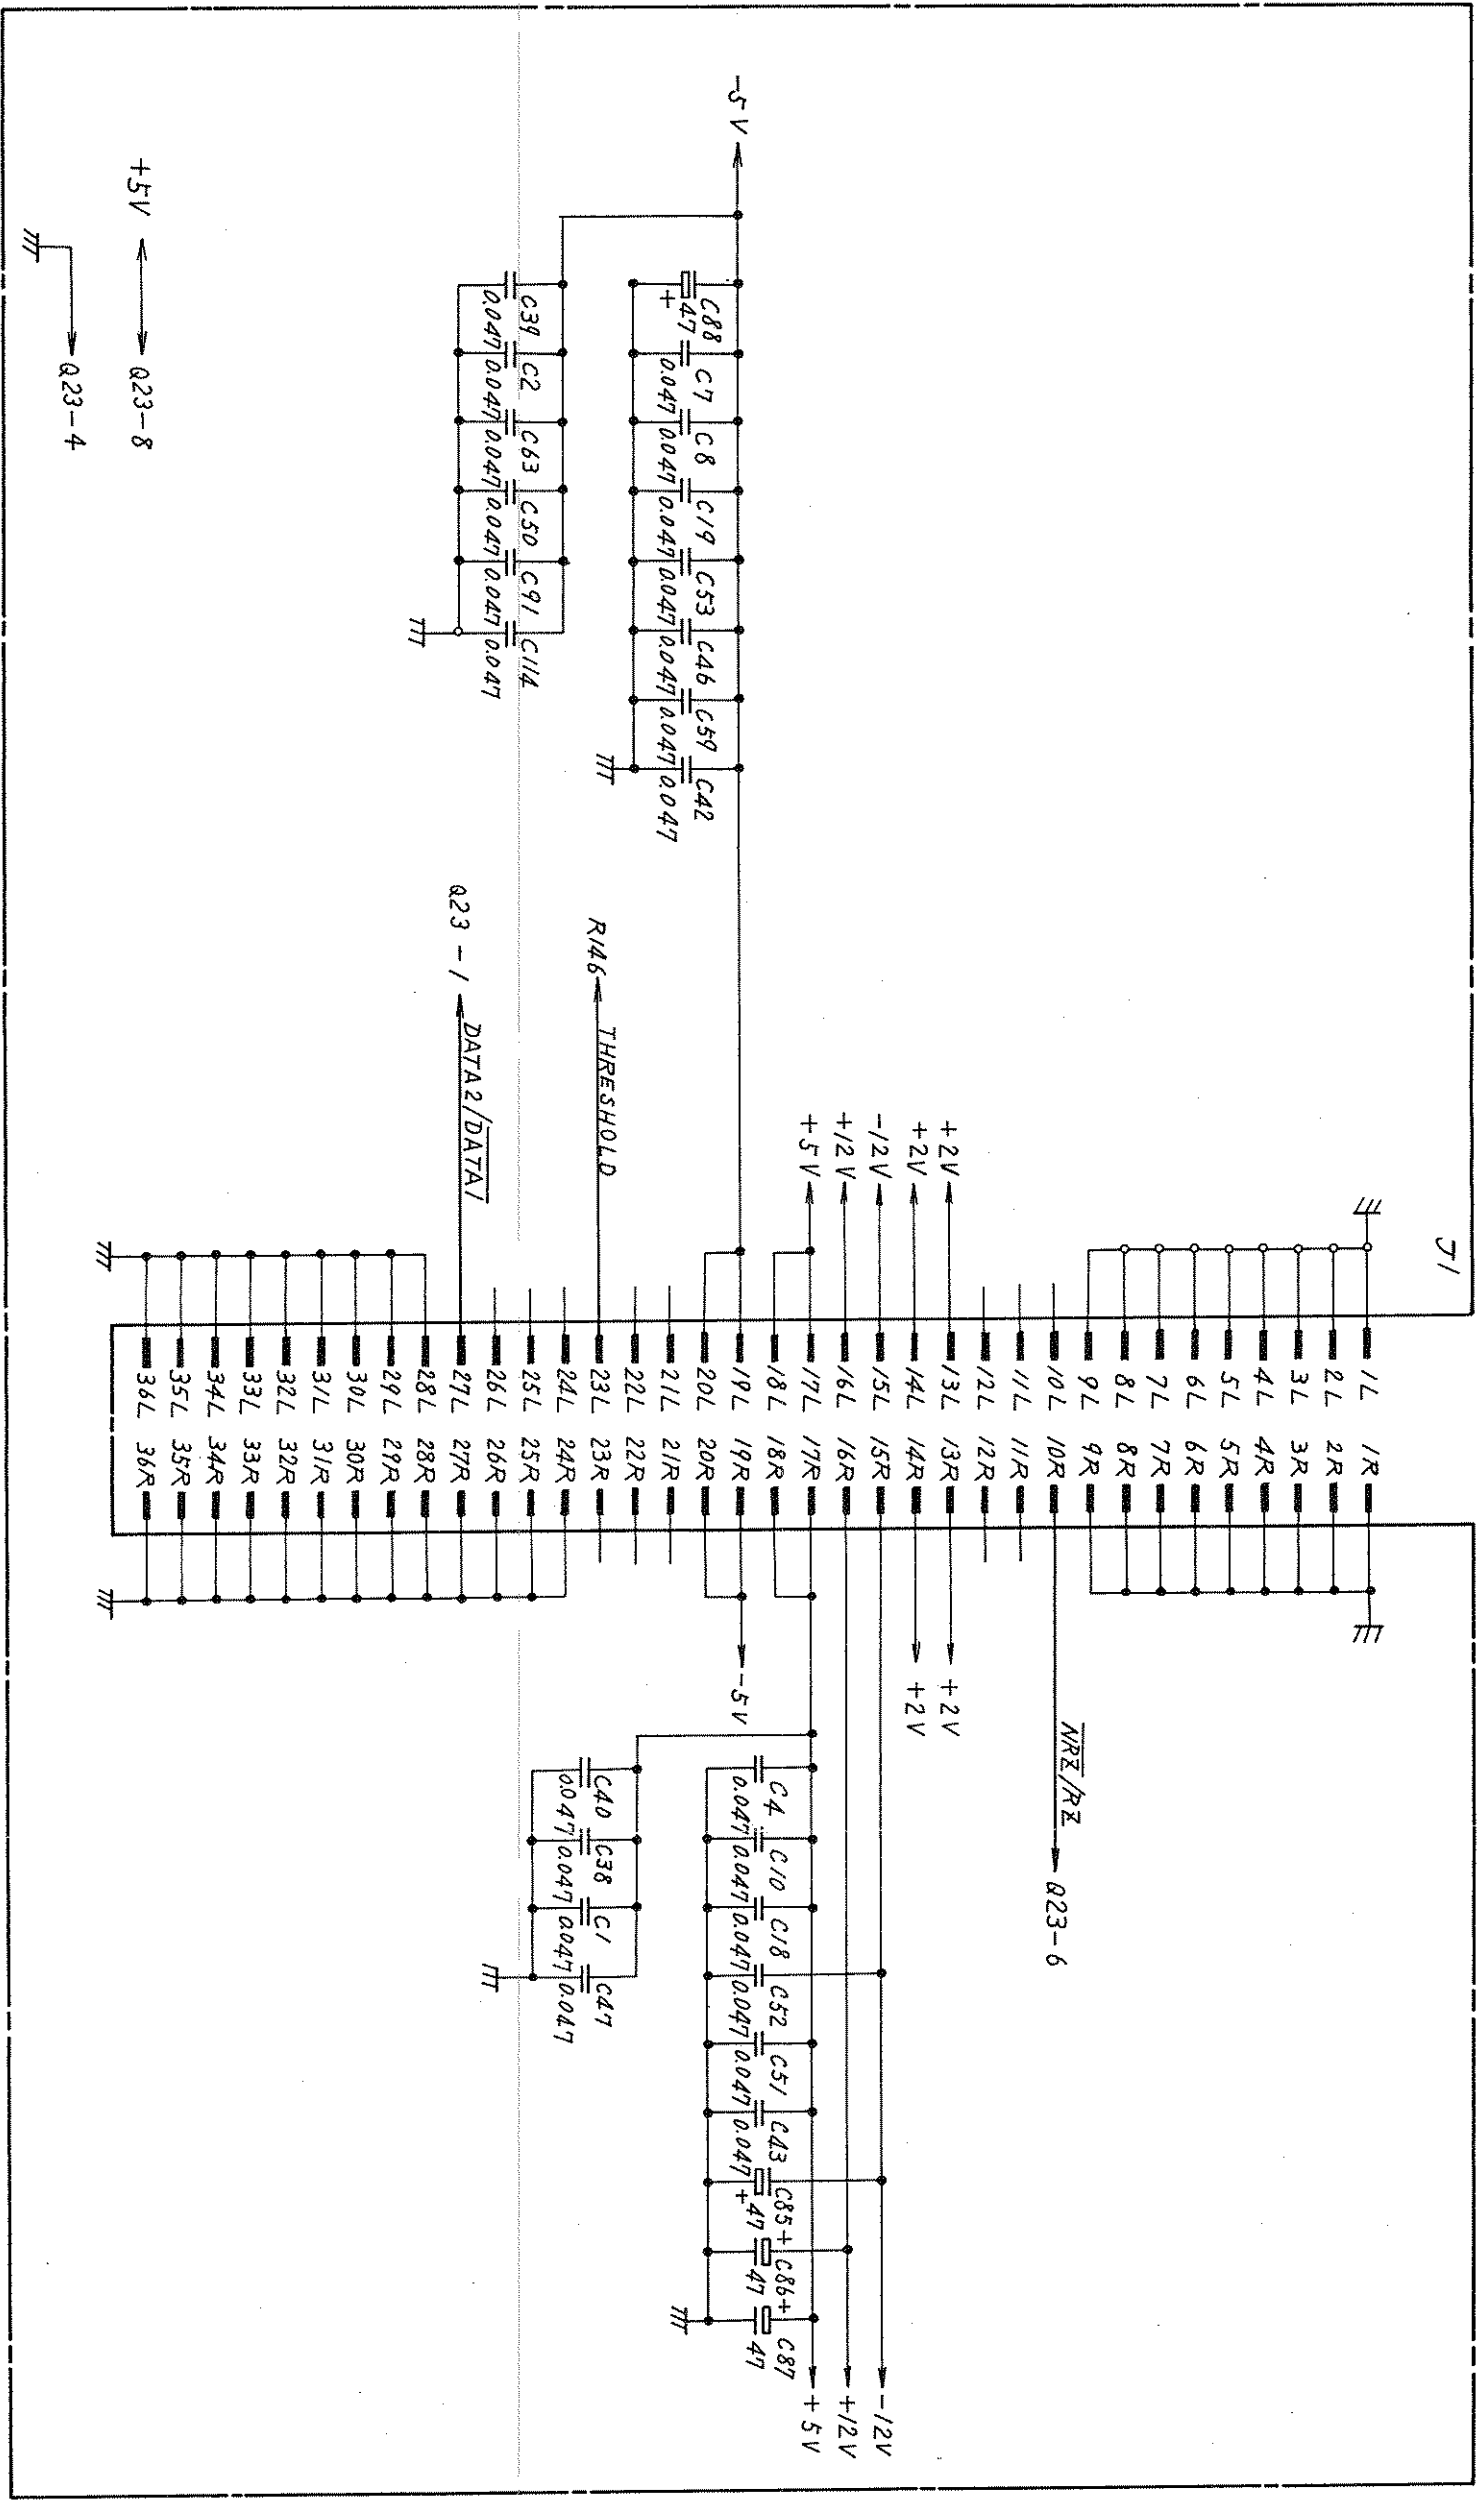 J1
-5V
C88
47
+
C7
0.047
C8
0.047
C19
0.047
C53
0.047
C46
0.047
C59
0.047
C42
0.047
C39
0.047
C2
0.047
C63
0.047
C50
0.047
C91
0.047
C114
0.047
+5V
Q23-8
Q23-4
+2V
+2V
-12V
+12V
+5V
R146
THRESHOLD
Q23-1
DATA2/DATA1
1L 1R
2L 2R
3L 3R
4L 4R
5L 5R
6L 6R
7L 7R
8L 8R
9L 9R
10L 10R
11L 11R
12L 12R
13L 13R
14L 14R
15L 15R
16L 16R
17L 17R
18L 18R
19L 19R
20L 20R
21L 21R
22L 22R
23L 23R
24L 24R
25L 25R
26L 26R
27L 27R
28L 28R
29L 29R
30L 30R
31L 31R
32L 32R
33L 33R
34L 34R
35L 35R
36L 36R
NRZ/RZ
Q23-6
+2V
+2V
-5V
C4
0.047
C10
0.047
C18
0.047
C52
0.047
C51
0.047
C43
0.047
C85
47
+
C86
47
+
C87
47
+
C40
0.047
C38
0.047
C1
0.047
C47
0.047
-12V
+12V
+5V